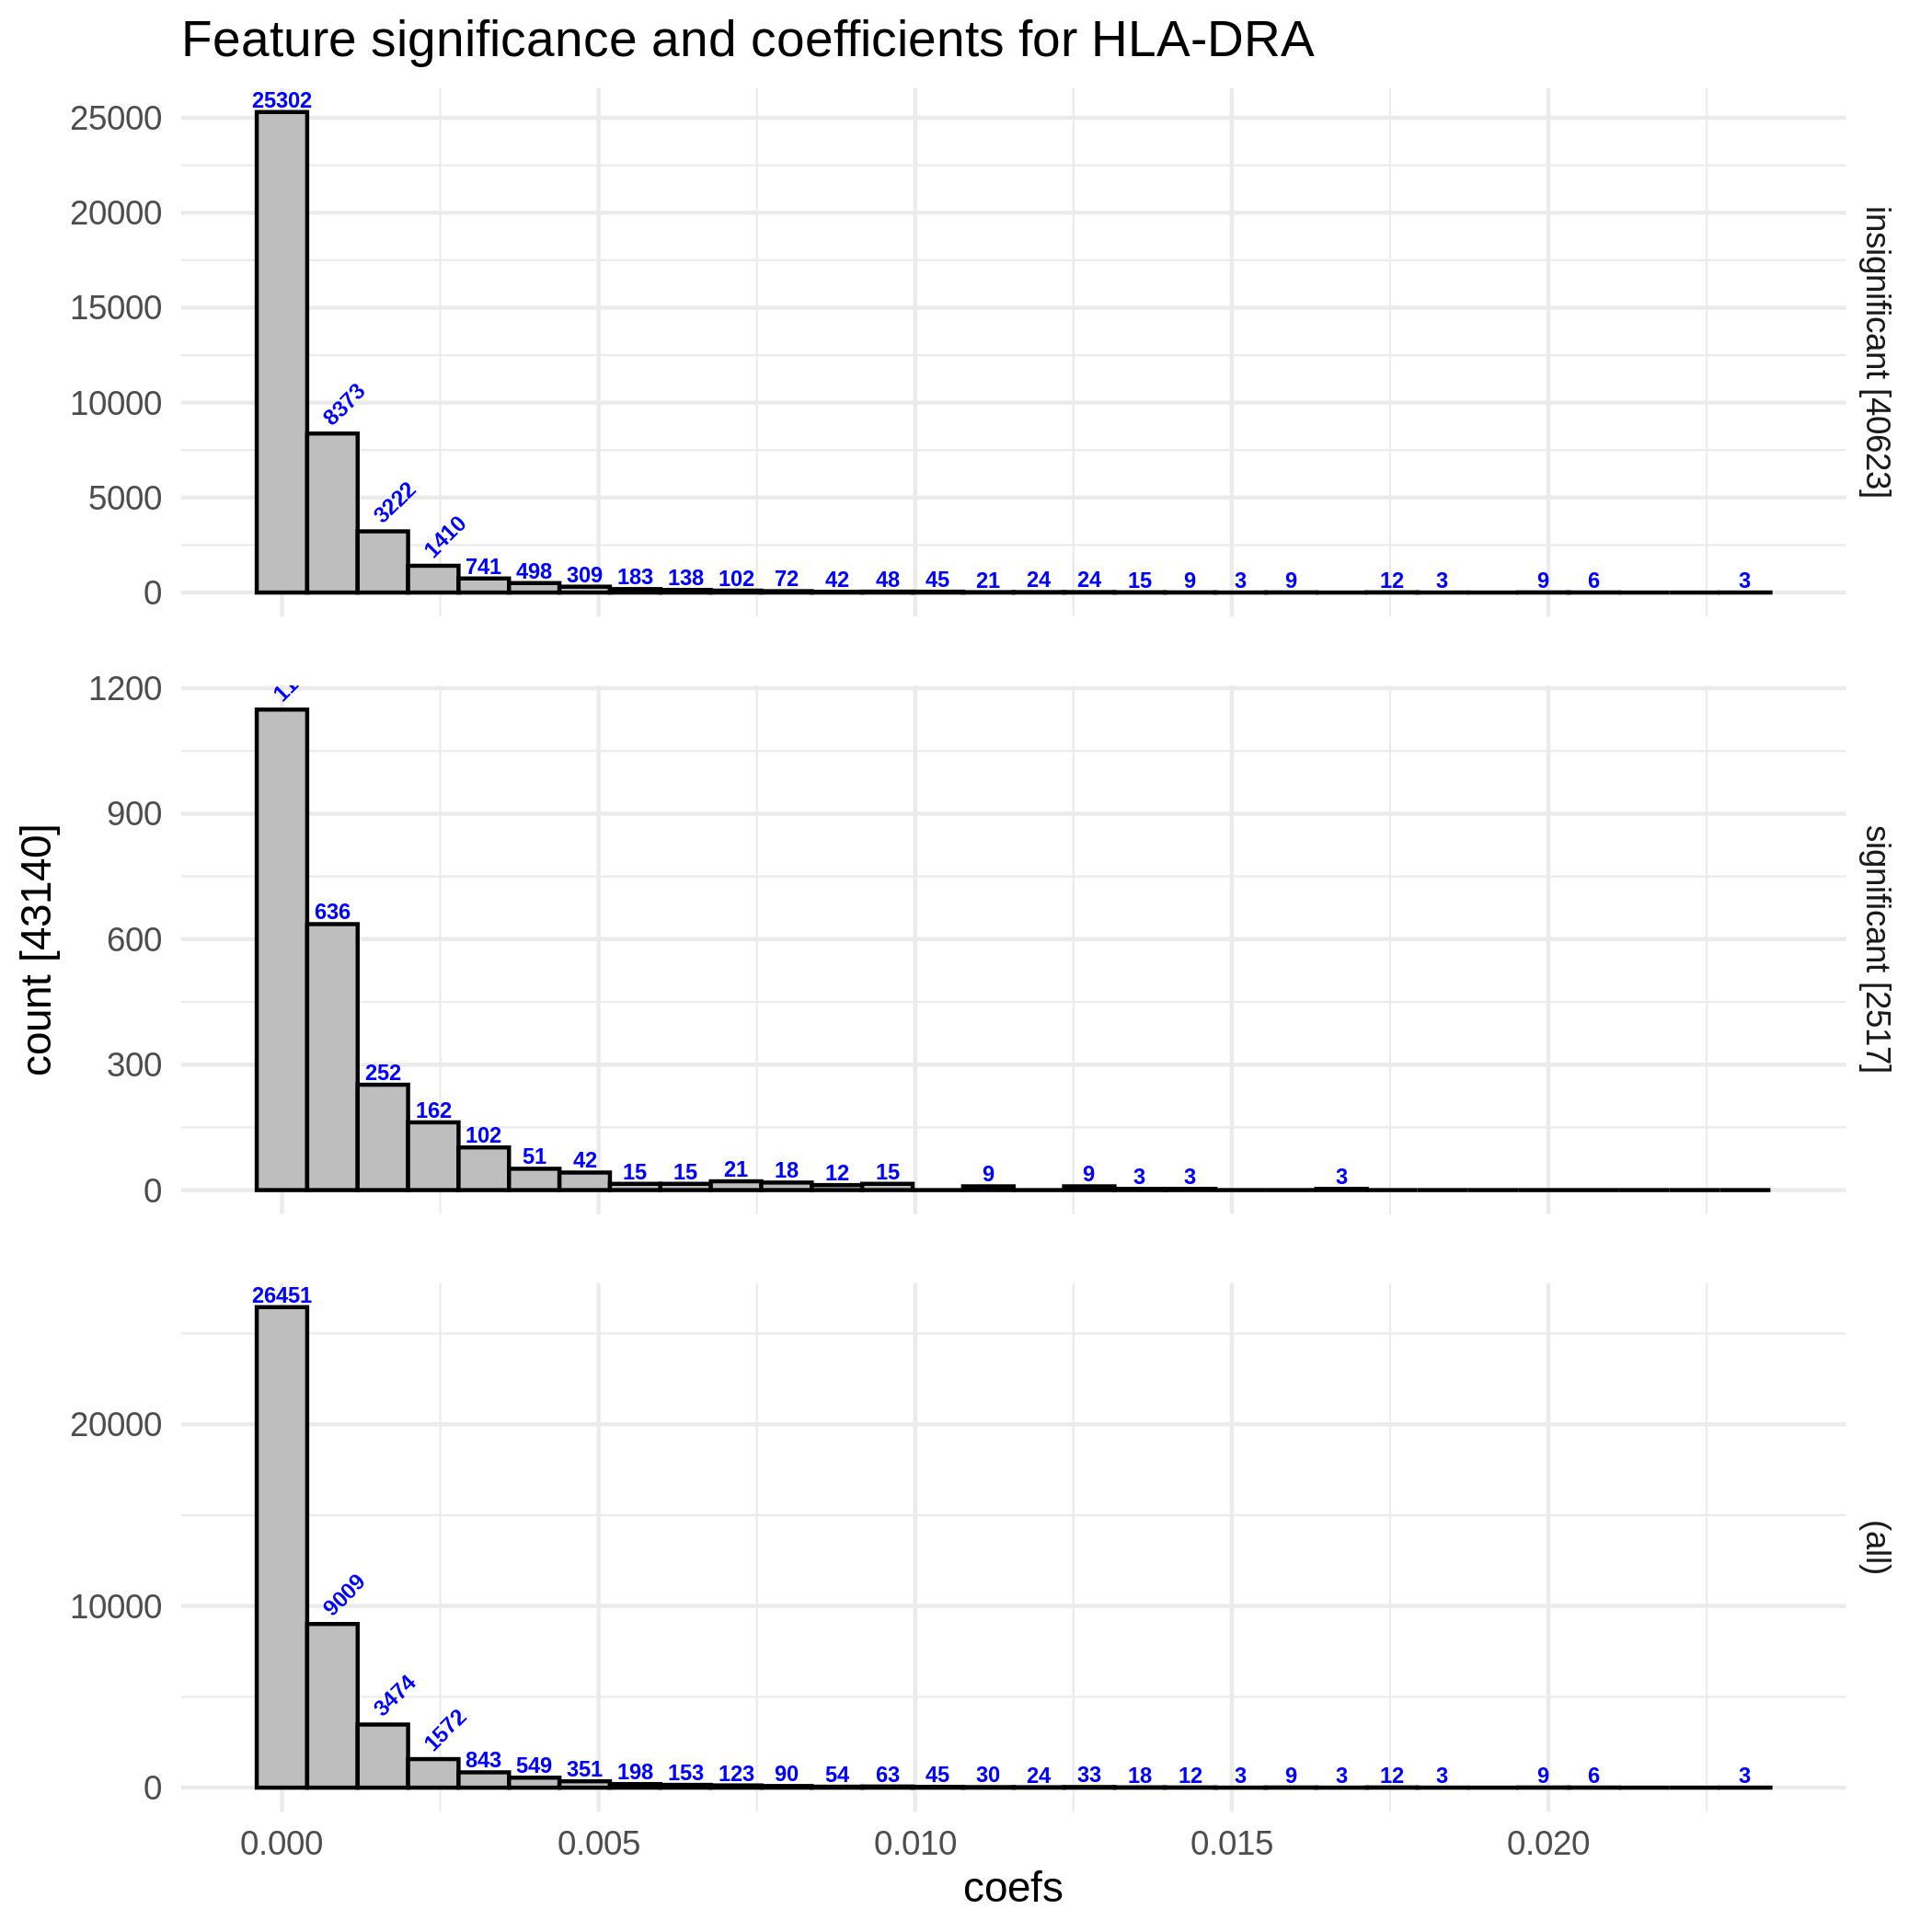 Feature significance and coefficients for HLA-DRA
25302
25000
20000
15000
10000
5000
0
8373
3222
1410
741 498 309 183 138 102 72 42 48 45 21 24 24 15 9 3 9 12 3 9 6 3
insignificant [40623]
count [43140]
1200
900
600
300
0
636
252
162
102
51 42 15 15 21 18 12 15 9 9 3 3 3
significant [2517]
26451
20000
10000
0
9009
3474
1572
843 549 351 198 153 123 90 54 63 45 30 24 33 18 12 3 9 3 12 3 9 6 3
(all)
0.000 0.005 0.010 0.015 0.020
coefs